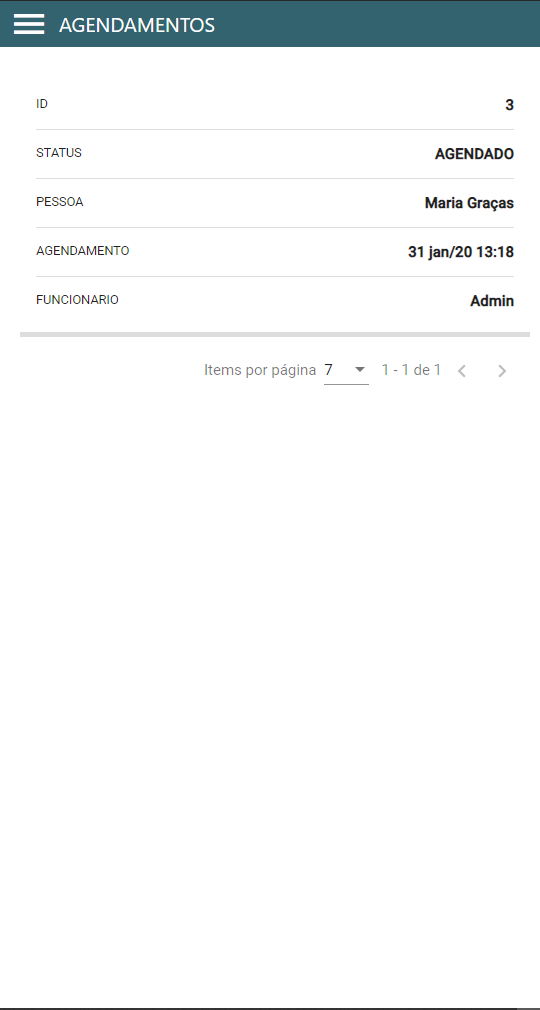 AGENDAMENTOS
ID 3
STATUS AGENDADO
PESSOA Maria Graças
AGENDAMENTO 31 jan/20 13:18
FUNCIONARIO Admin
Items por página 7 1 - 1 de 1